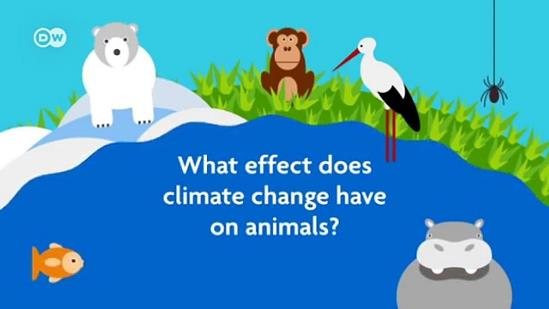 DW
What effect does
climate change have
on animals?